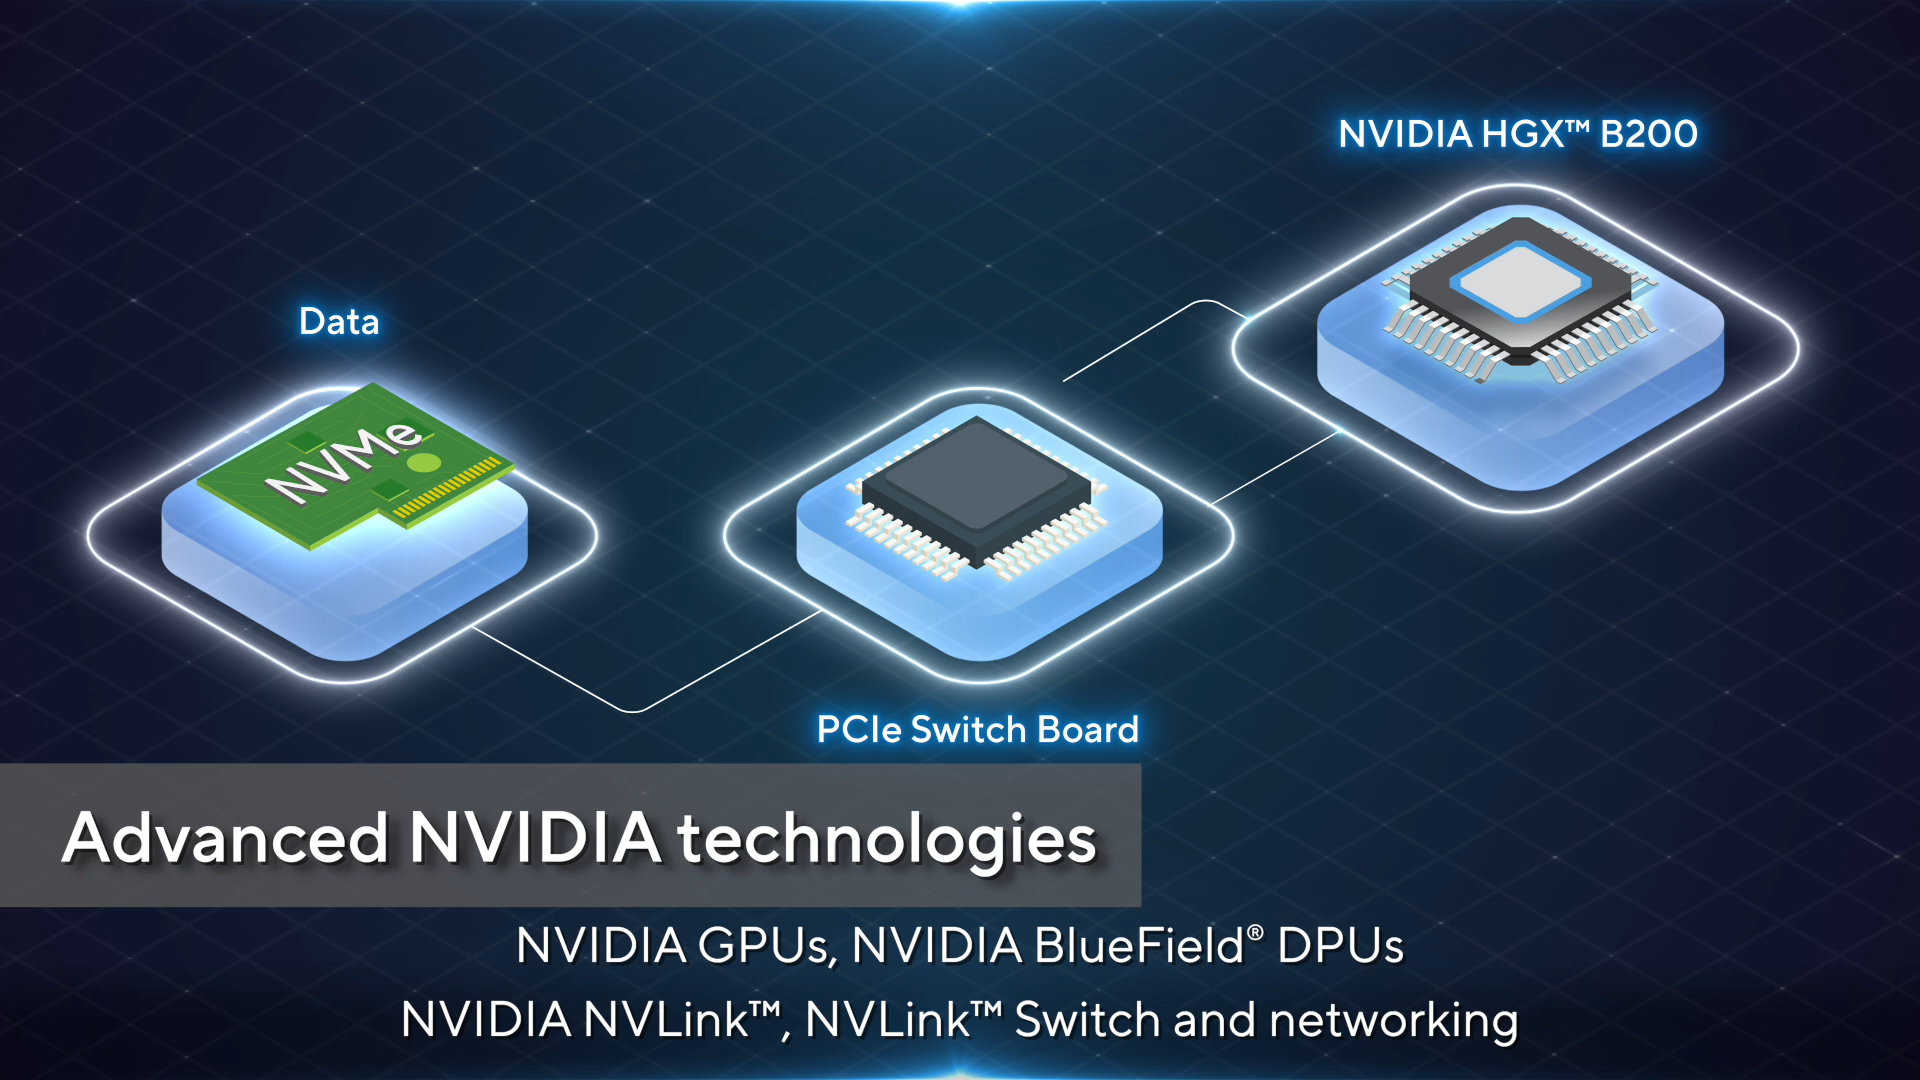 NVIDIA HGX™ B200
Data
NVMe
PCIe Switch Board
Advanced NVIDIA technologies
NVIDIA GPUs, NVIDIA BlueField® DPUs
NVIDIA NVLink™, NVLink™ Switch and networking